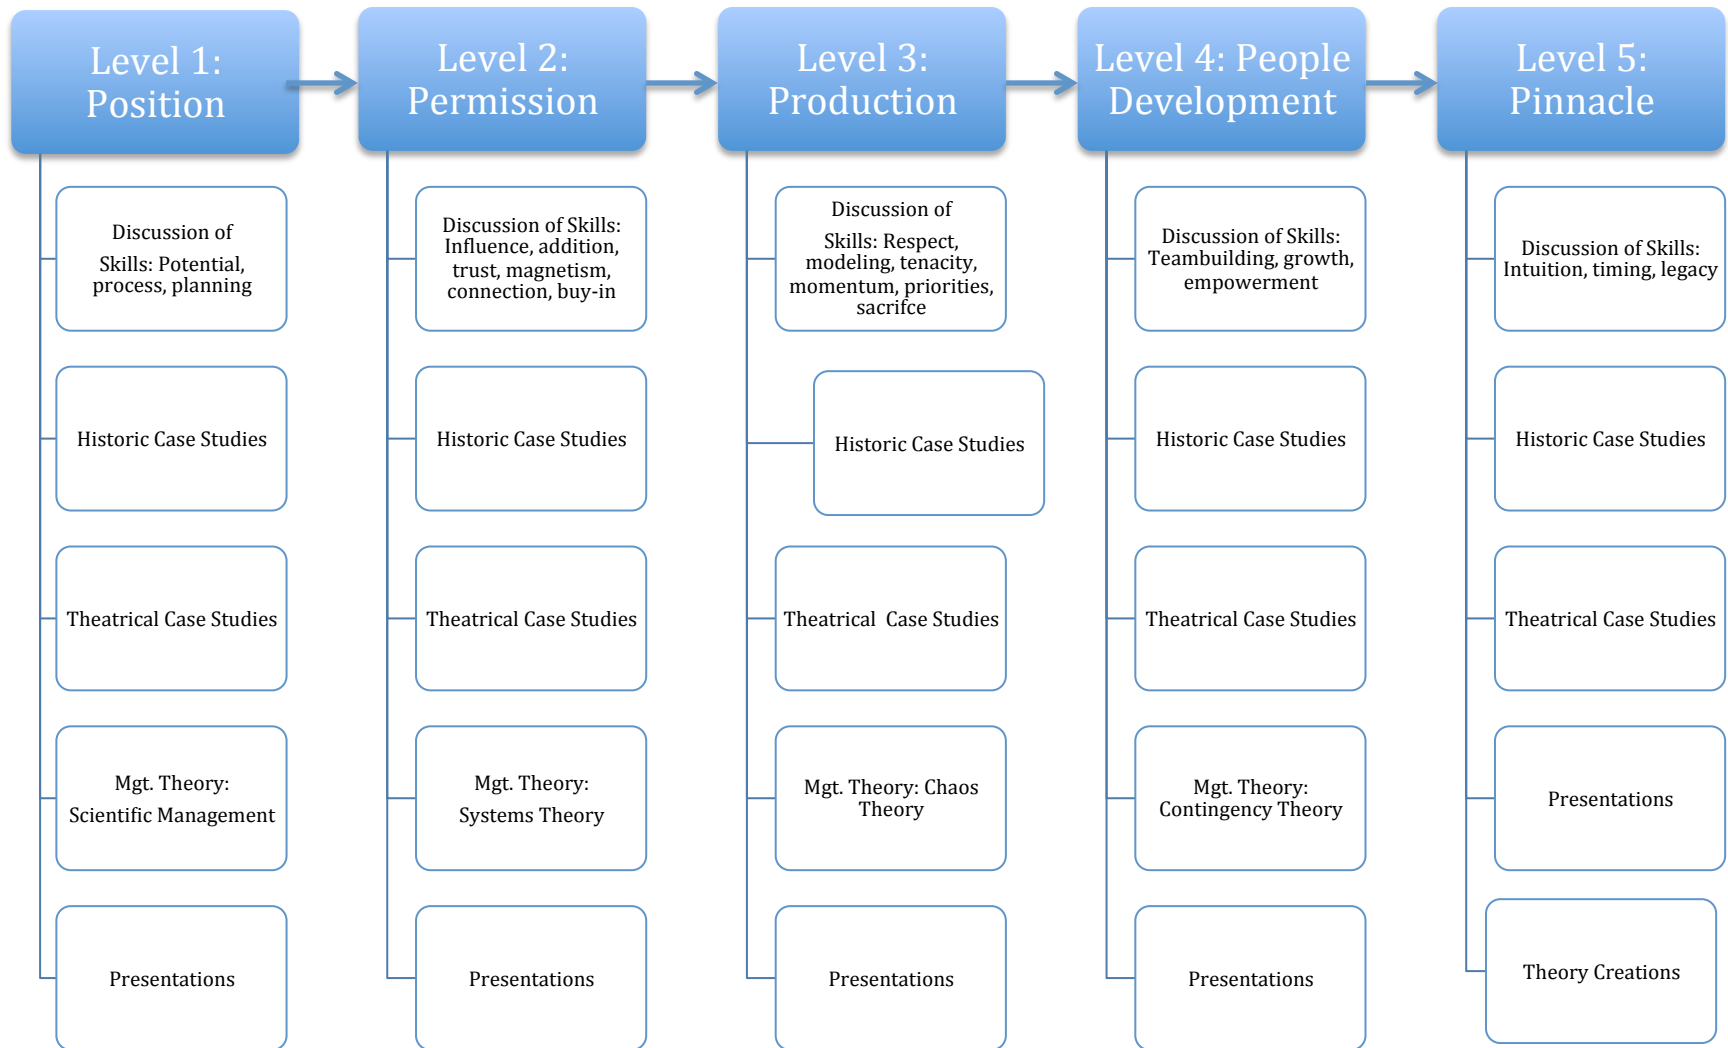 Level 1:
Position
Level 2:
Permission
Level 3:
Production
Level 4: People
Development
Level 5:
Pinnacle
Discussion of
Skills: Potential,
process, planning
Historic Case Studies
Theatrical Case Studies
Mgt. Theory:
Scientific Management
Presentations
Discussion of Skills:
Influence, addition,
trust, magnetism,
connection, buy-in
Historic Case Studies
Theatrical Case Studies
Mgt. Theory:
Systems Theory
Presentations
Discussion of
Skills: Respect,
modeling, tenacity,
momentum, priorities,
sacrifce
Historic Case Studies
Theatrical  Case Studies
Mgt. Theory: Chaos
Theory
Presentations
Discussion of Skills:
Teambuilding, growth,
empowerment
Historic Case Studies
Theatrical Case Studies
Mgt. Theory:
Contingency Theory
Presentations
Discussion of Skills:
Intuition, timing, legacy
Historic Case Studies
Theatrical Case Studies
Presentations
Theory Creations